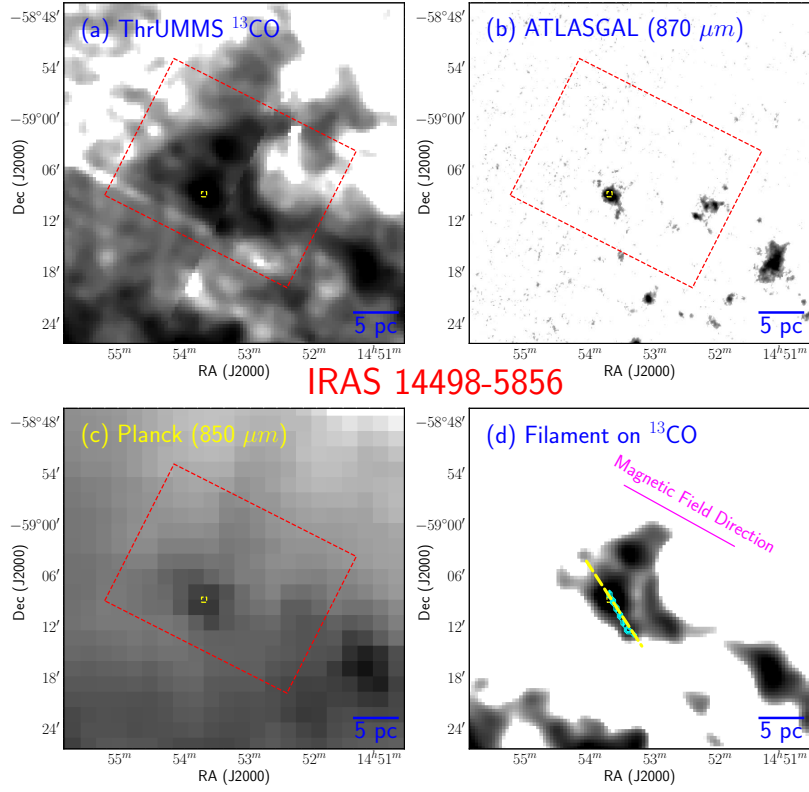 (a) ThrUMMS ¹³CO
−58°48′
54′
−59°00′
06′
12′
18′
24′
Dec (J2000)
5 pc
55ᵐ 54ᵐ 53ᵐ 52ᵐ 14ʰ51ᵐ
RA (J2000)
(b) ATLASGAL (870 μm)
−58°48′
54′
−59°00′
06′
12′
18′
24′
Dec (J2000)
5 pc
55ᵐ 54ᵐ 53ᵐ 52ᵐ 14ʰ51ᵐ
RA (J2000)
IRAS 14498-5856
(c) Planck (850 μm)
−58°48′
54′
−59°00′
06′
12′
18′
24′
Dec (J2000)
5 pc
55ᵐ 54ᵐ 53ᵐ 52ᵐ 14ʰ51ᵐ
RA (J2000)
(d) Filament on ¹³CO
Magnetic Field Direction
−58°48′
54′
−59°00′
06′
12′
18′
24′
Dec (J2000)
5 pc
55ᵐ 54ᵐ 53ᵐ 52ᵐ 14ʰ51ᵐ
RA (J2000)